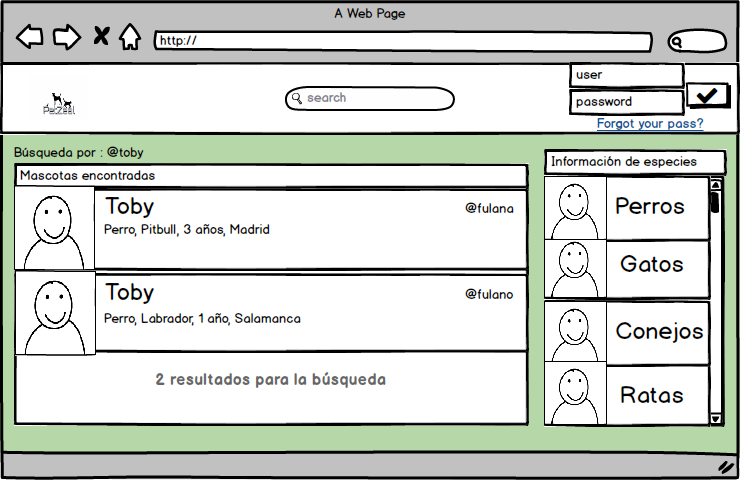 A Web Page
http://
search
user
password
Forgot your pass?
PetZeel
Búsqueda por : @toby
Mascotas encontradas
Toby
@fulana
Perro, Pitbull, 3 años, Madrid
Toby
@fulano
Perro, Labrador, 1 año, Salamanca
2 resultados para la búsqueda
Información de especies
Perros
Gatos
Conejos
Ratas